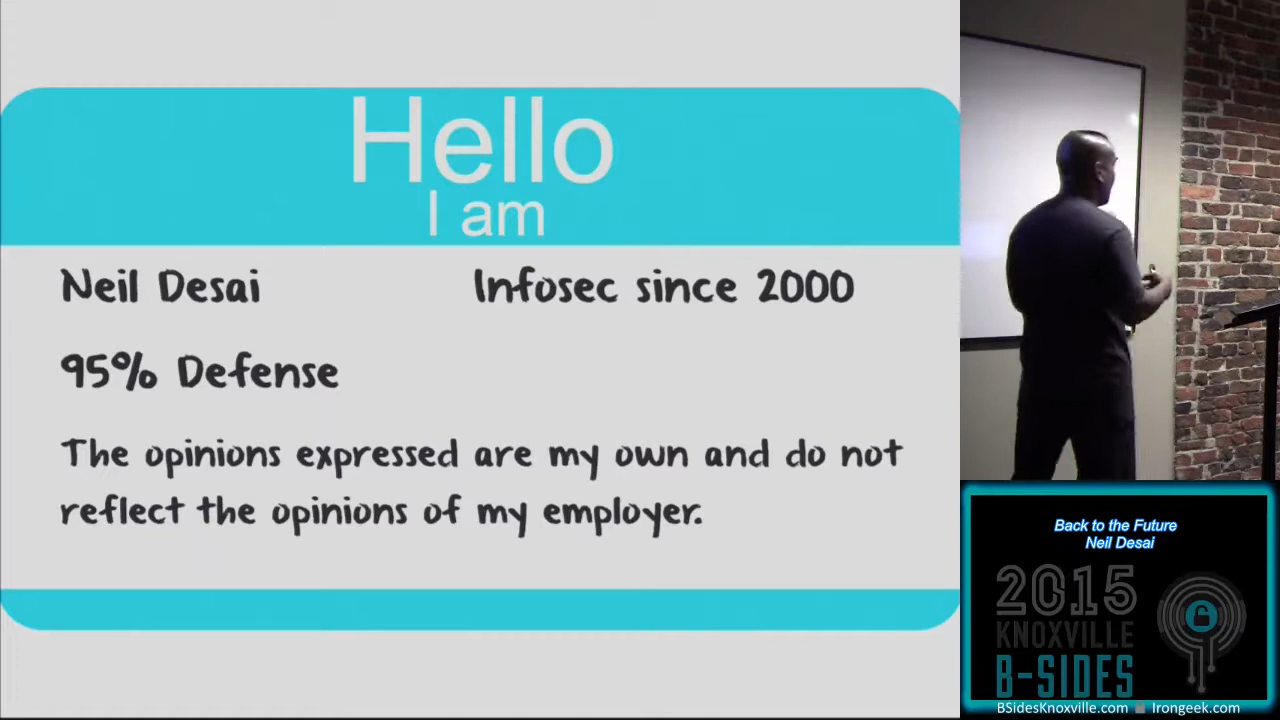 Hello
I am
Neil Desai
Infosec since 2000
95% Defense
The opinions expressed are my own and do not
reflect the opinions of my employer.
Back to the Future
Neil Desai
2015
KNOXVILLE
B-SIDES
BSidesKnoxville.com
Irongeek.com